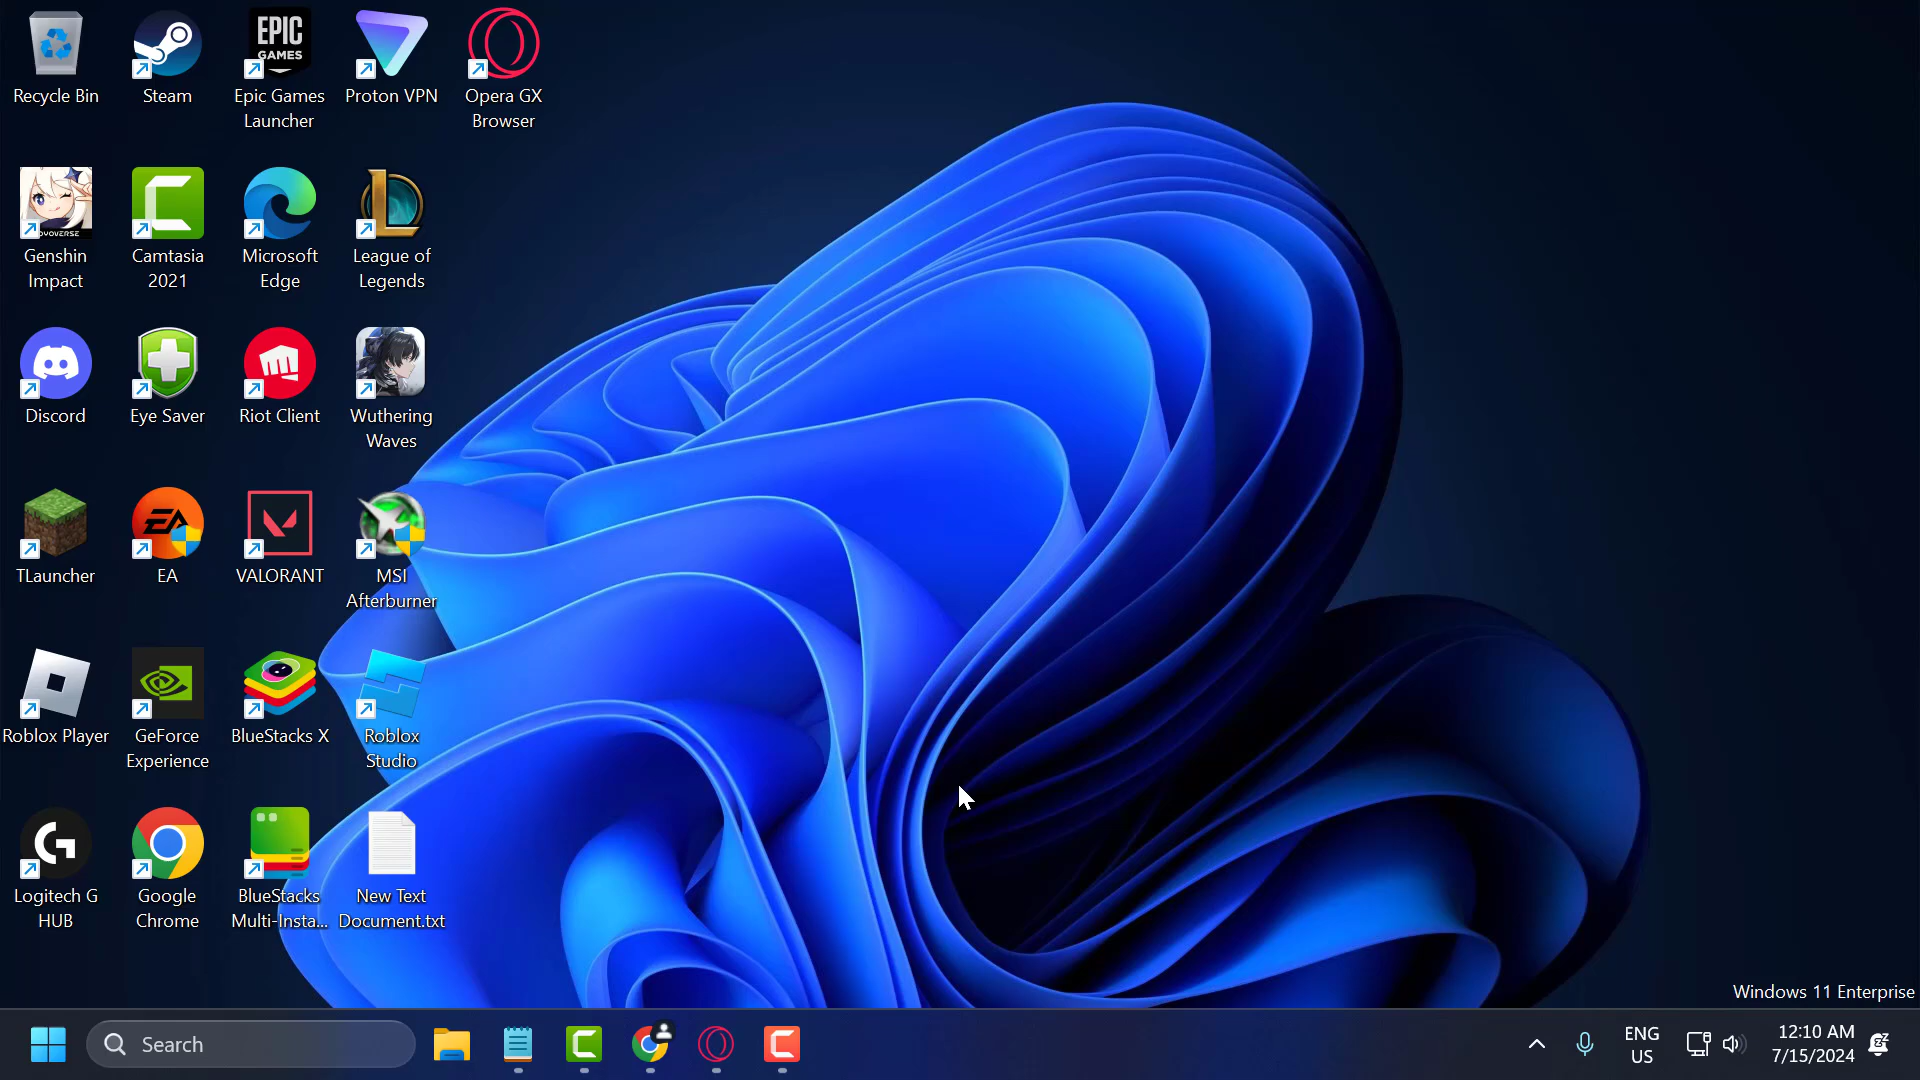 Recycle Bin
Steam
EPIC
GAMES
Epic Games
Launcher
Proton VPN
Opera GX
Browser
Genshin
Impact
Camtasia
2021
Microsoft
Edge
League of
Legends
Discord
Eye Saver
Riot Client
Wuthering
Waves
TLauncher
EA
EA
VALORANT
MSI
Afterburner
Roblox Player
GeForce
Experience
BlueStacks X
Roblox
Studio
Logitech G
HUB
Google
Chrome
BlueStacks
Multi-Insta...
New Text
Document.txt
Windows 11 Enterprise
Search
ENG
US
12:10 AM
7/15/2024